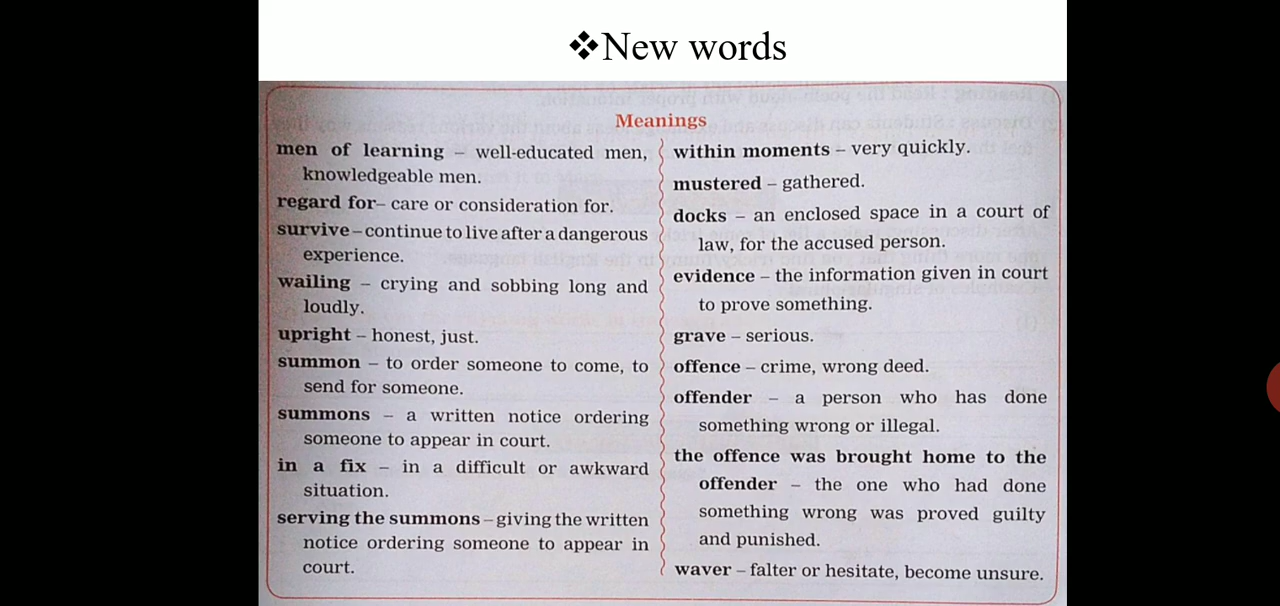 ❖New words
Meanings
men of learning – well-educated men,
knowledgeable men.
regard for– care or consideration for.
survive – continue to live after a dangerous
experience.
wailing – crying and sobbing long and
loudly.
upright – honest, just.
summon – to order someone to come, to
send for someone.
summons – a written notice ordering
someone to appear in court.
in a fix – in a difficult or awkward
situation.
serving the summons – giving the written
notice ordering someone to appear in
court.
within moments – very quickly.
mustered – gathered.
docks – an enclosed space in a court of
law, for the accused person.
evidence – the information given in court
to prove something.
grave – serious.
offence – crime, wrong deed.
offender – a person who has done
something wrong or illegal.
the offence was brought home to the
offender – the one who had done
something wrong was proved guilty
and punished.
waver – falter or hesitate, become unsure.